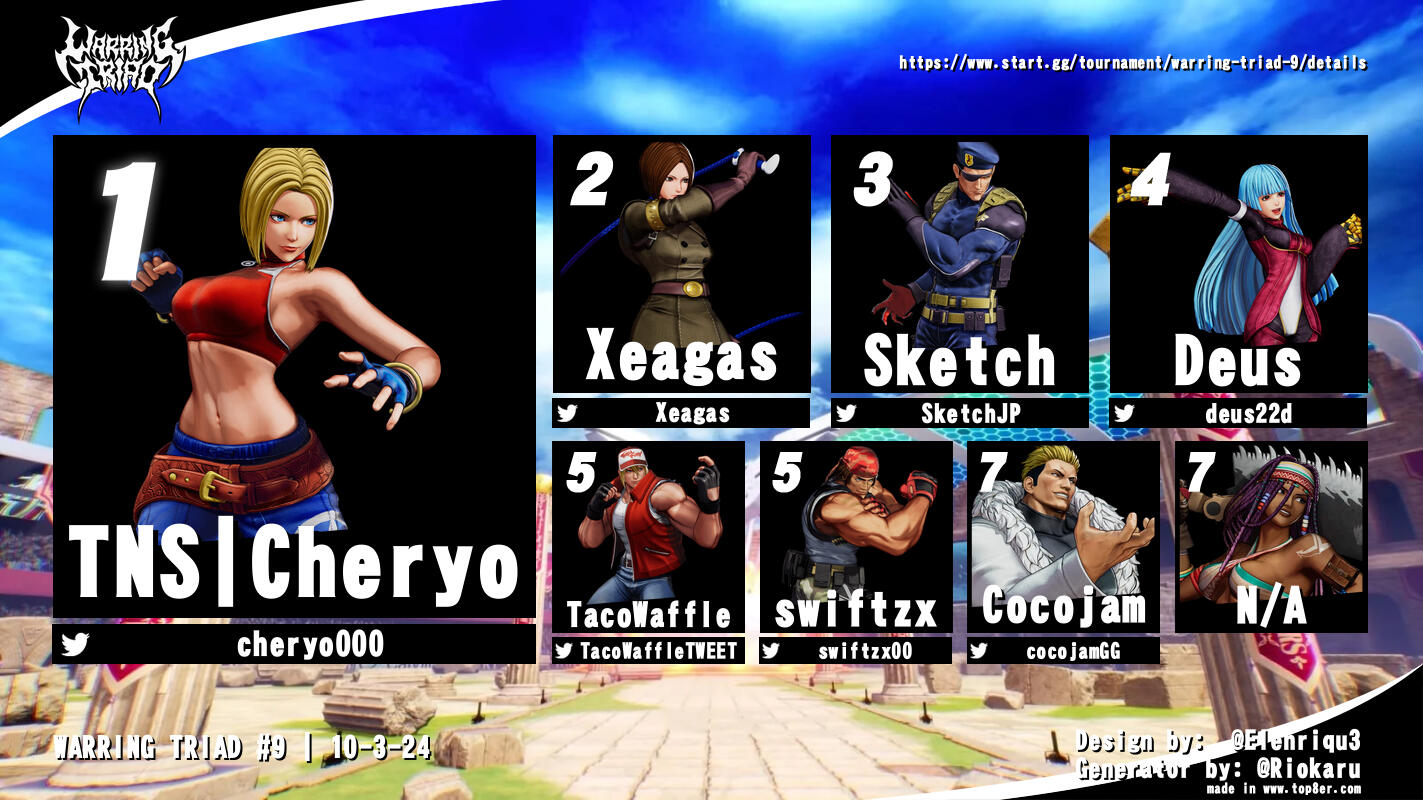 WARRING
TRIAD
https://www.start.gg/tournament/warring-triad-9/details
1
TNS|Cheryo
cheryo000
2
Xeagas
Xeagas
3
Sketch
SketchJP
4
Deus
deus22d
5
TacoWaffle
TacoWaffleTWEET
5
swiftzx
swiftzx00
7
Cocojam
cocojamGG
7
N/A
WARRING TRIAD #9 | 10-3-24
Design by: @Elenriqu3
Generator by: @Riokaru
made in www.top8er.com